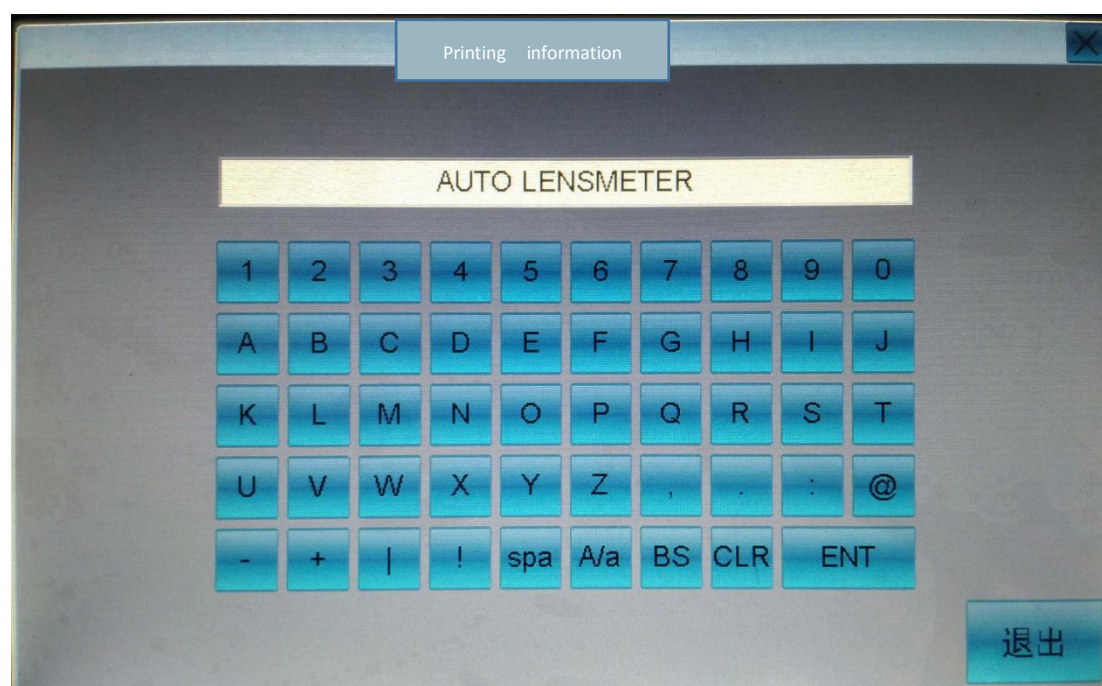 Printing information
AUTO LENSMETER
1 2 3 4 5 6 7 8 9 0
A B C D E F G H I J
K L M N O P Q R S T
U V W X Y Z , . : @
- + | ! spa A/a BS CLR ENT
退出